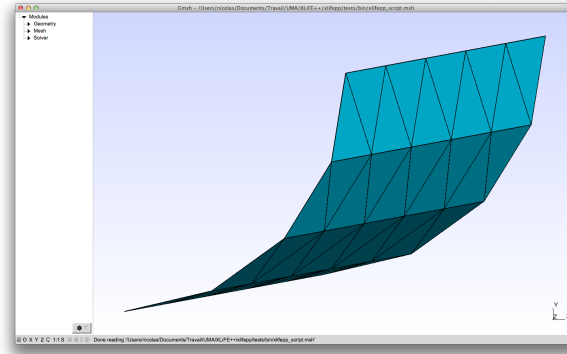 Gmsh - /Users/nicolas/Documents/Travail/UMA/XLiFE++/xlifepp/tests/bin/xlifepp_script.msh
Modules
Geometry
Mesh
Solver
Y
Z
O X Y Z 1:1 S
Done reading '/Users/nicolas/Documents/Travail/UMA/XLiFE++/xlifepp/tests/bin/xlifepp_script.msh'